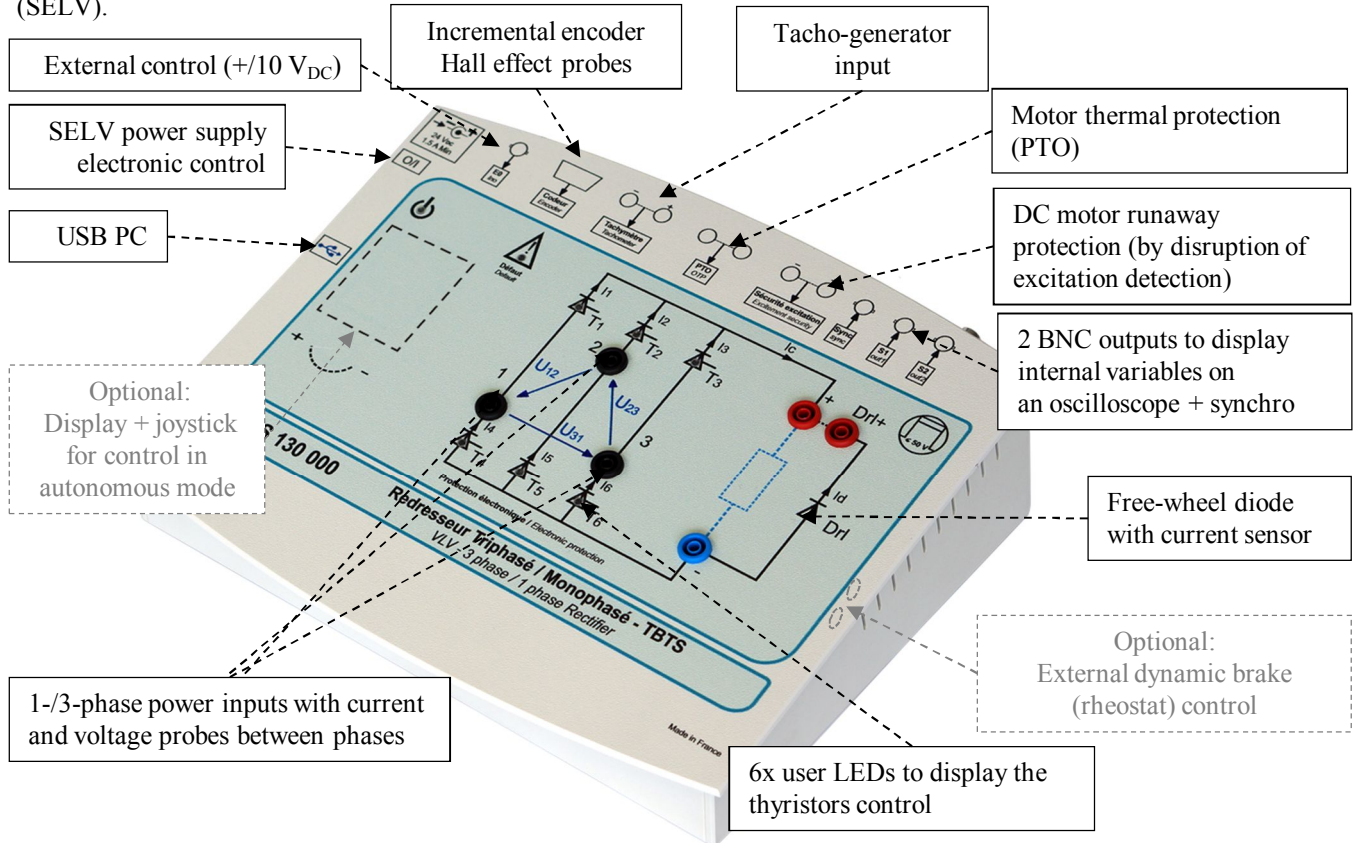 (SELV).
External control (+/10 VDC)
Incremental encoder
Hall effect probes
Tacho-generator
input
SELV power supply
electronic control
Motor thermal protection
(PTO)
USB PC
DC motor runaway
protection (by disruption of
excitation detection)
2 BNC outputs to display
internal variables on
an oscilloscope + synchro
Optional:
Display + joystick
for control in
autonomous mode
Free-wheel diode
with current sensor
Optional:
External dynamic brake
(rheostat) control
1-/3-phase power inputs with current
and voltage probes between phases
6x user LEDs to display the
thyristors control
24 Vac
1.5 A Min
O/I
E0
Codeur
Encoder
Tachymètre
Tachometer
PTO
OTP
Sécurité excitation
Excitement security
Sync
sync
S1
out1
S2
out2
Défaut
Default
I1
T1
I2
T2
I3
T3
Ic
1
2
3
U12
U23
U31
I4
T4
I5
T5
I6
T6
+
-
Drl+
Id
Drl
< 50 V
Protection électronique / Electronic protection
S 130 000
Redresseur Triphasé / Monophasé - TBTS
VLV - 3 phase / 1 phase Rectifier
Made in France